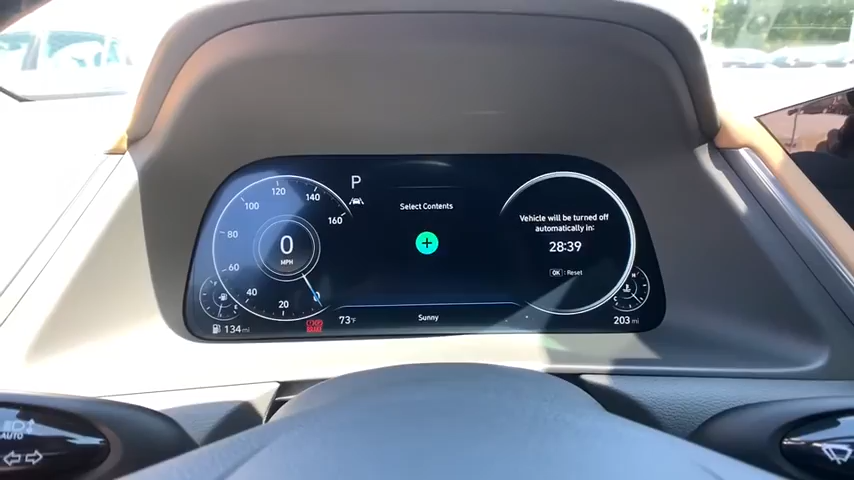 P
120
100
140
80
160
60
40
20
0
0
MPH
Select Contents
Vehicle will be turned off
automatically in:
28:39
OK : Reset
134 mi
73°F
Sunny
203 mi
H
AUTO